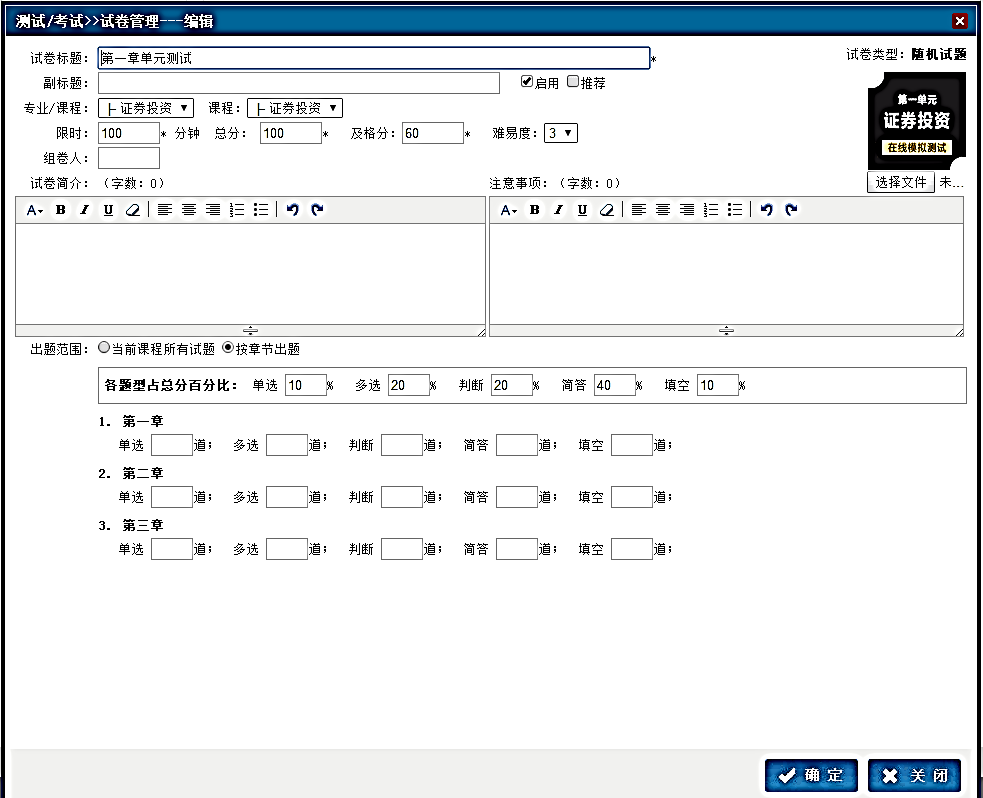 测试/考试>>试卷管理---编辑
试卷标题： 第一章单元测试 * 试卷类型：随机试题
副标题： 启用 推荐
专业/课程： ├ 证券投资 课程： ├ 证券投资
限时： 100 * 分钟 总分： 100 * 及格分： 60 * 难易度： 3
组卷人：
第一单元
证券投资
在线模拟测试
选择文件 未...
试卷简介： （字数：0） 注意事项： （字数：0）
A B I U A B I U
出题范围： 当前课程所有试题 按章节出题
各题型占总分百分比： 单选 10 % 多选 20 % 判断 20 % 简答 40 % 填空 10 %
1. 第一章
单选 道； 多选 道； 判断 道； 简答 道； 填空 道；
2. 第二章
单选 道； 多选 道； 判断 道； 简答 道； 填空 道；
3. 第三章
单选 道； 多选 道； 判断 道； 简答 道； 填空 道；
确 定 关 闭